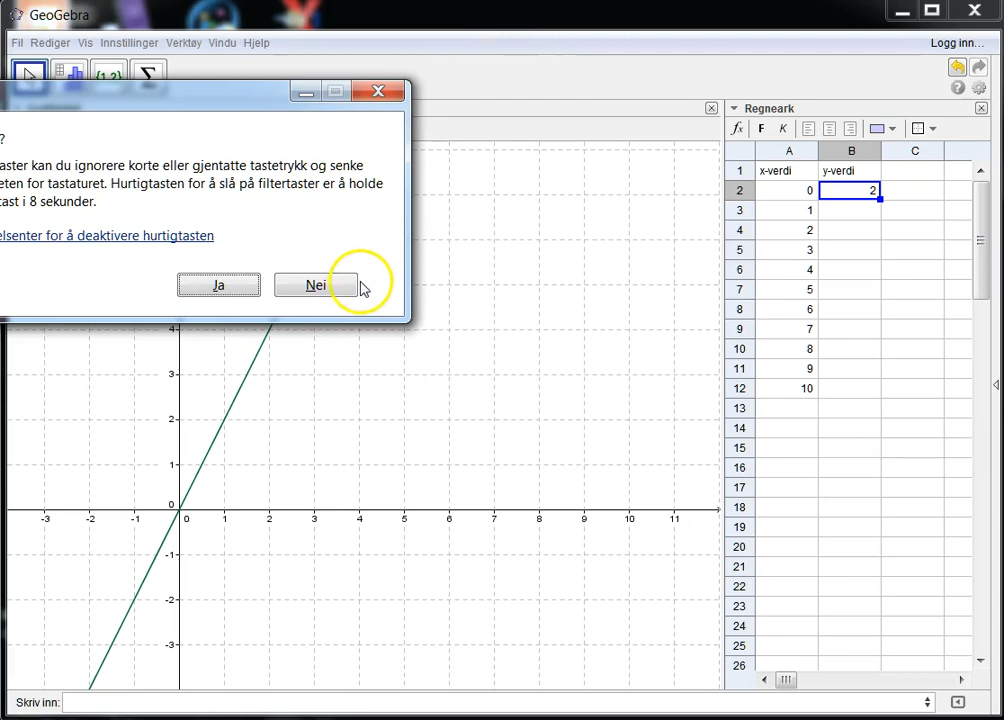 GeoGebra
Fil Rediger Vis Innstillinger Verktøy Vindu Hjelp Logg inn...
{1,2} Σ
?
aster kan du ignorere korte eller gjentatte tastetrykk og senke
eten for tastaturet. Hurtigtasten for å slå på filtertaster er å holde
ast i 8 sekunder.
elsenter for å deaktivere hurtigtasten
Ja Nei
4
3
2
1
0
-1
-2
-3
-3 -2 -1 0 1 2 3 4 5 6 7 8 9 10 11
Regneark
fx F K
A B C
1 x-verdi y-verdi
2 0 2
3 1
4 2
5 3
6 4
7 5
8 6
9 7
10 8
11 9
12 10
13
14
15
16
17
18
19
20
21
22
23
24
25
26
Skriv inn: